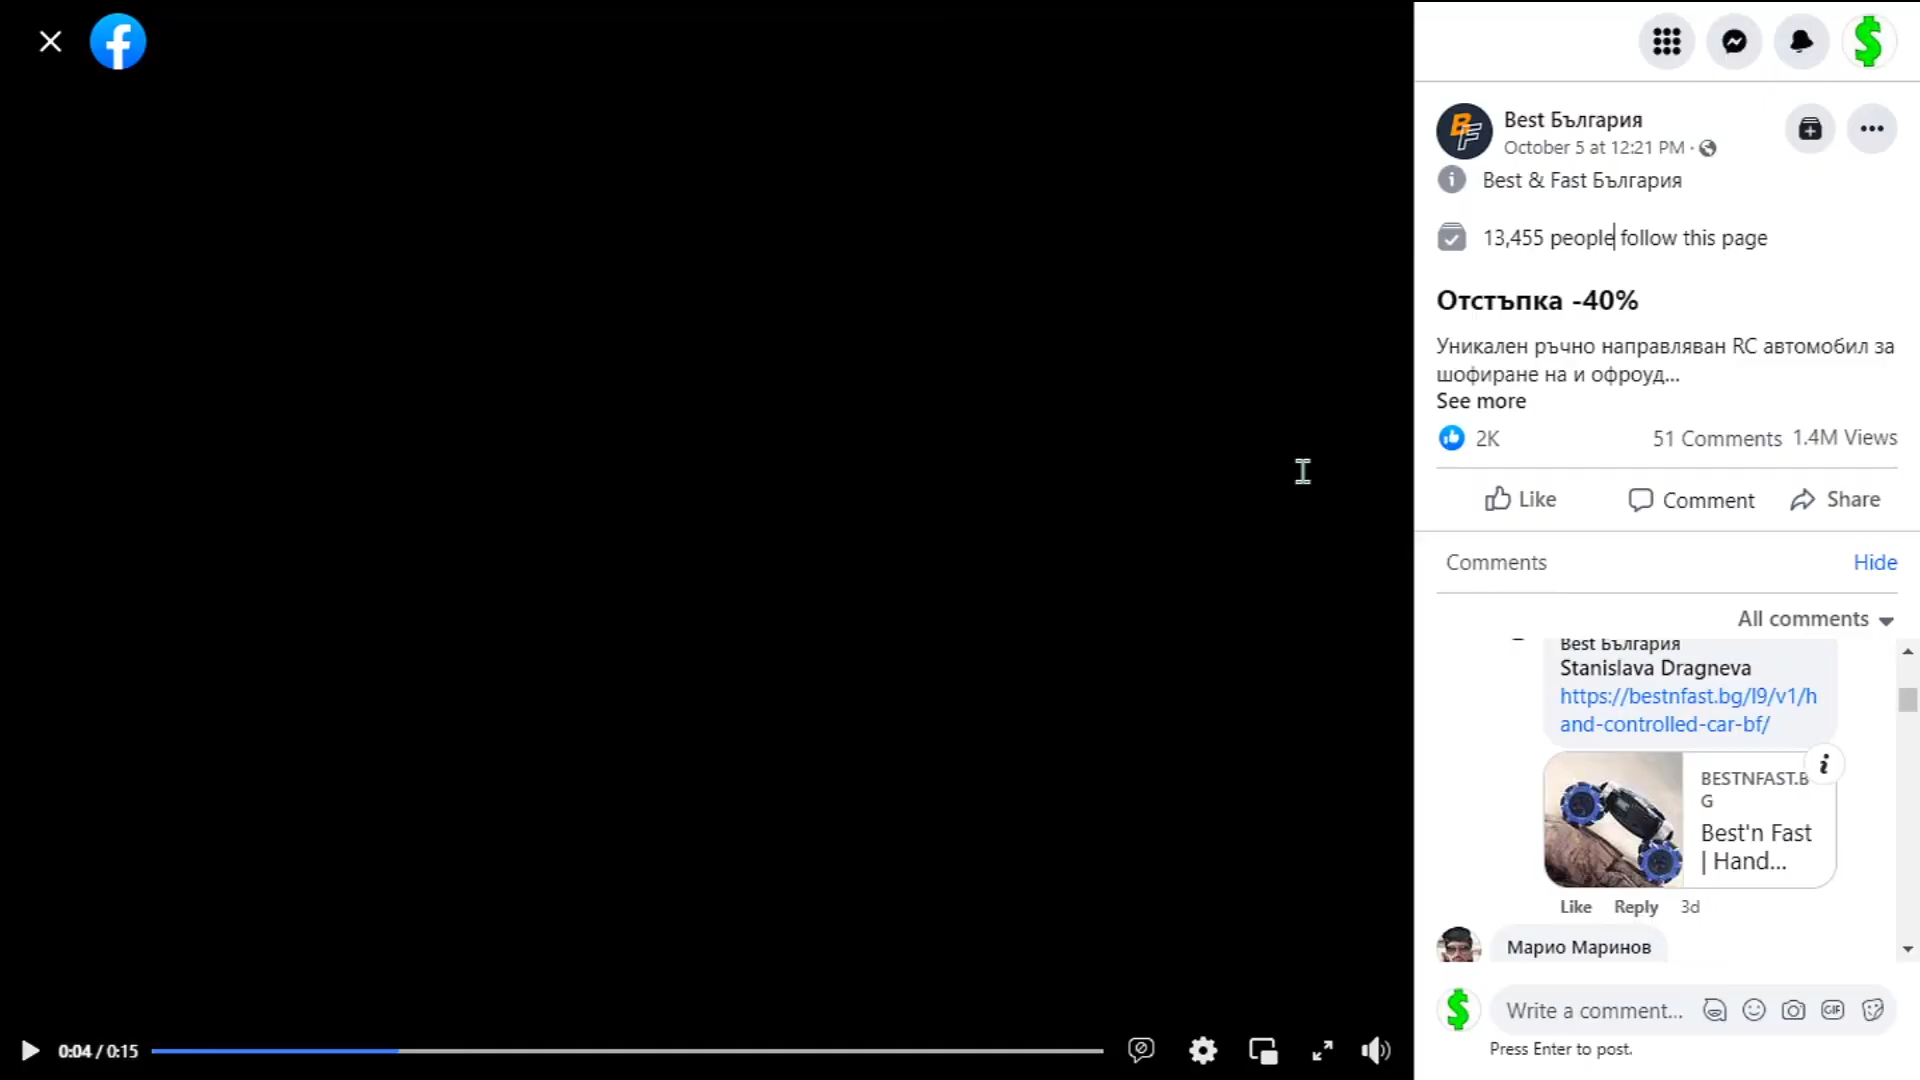 Best България
October 5 at 12:21 PM ·
Best & Fast България
13,455 people follow this page
Отстъпка -40%
Уникален ръчно направляван RC автомобил за
шофиране на и офроуд...
See more
2K
51 Comments 1.4M Views
Like
Comment
Share
Comments
Hide
All comments
Best България
Stanislava Dragneva
https://bestnfast.bg/l9/v1/h
and-controlled-car-bf/
BESTNFAST.B
G
Best'n Fast
| Hand...
Like Reply 3d
Марио Маринов
Write a comment...
GIF
Press Enter to post.
0:04 / 0:15